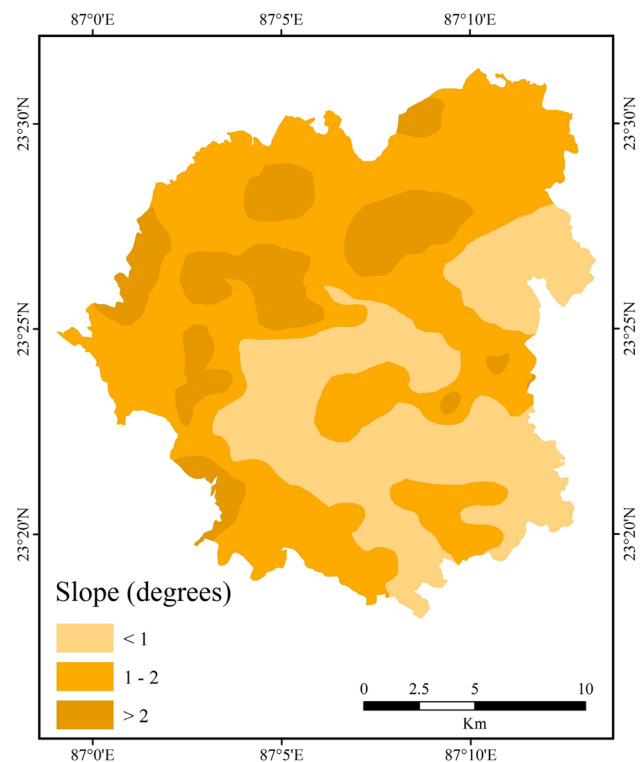 87°0'E 87°5'E 87°10'E
23°30'N 23°30'N
23°25'N 23°25'N
23°20'N 23°20'N
Slope (degrees)
< 1
1 - 2
> 2
0 2.5 5 10
Km
87°0'E 87°5'E 87°10'E